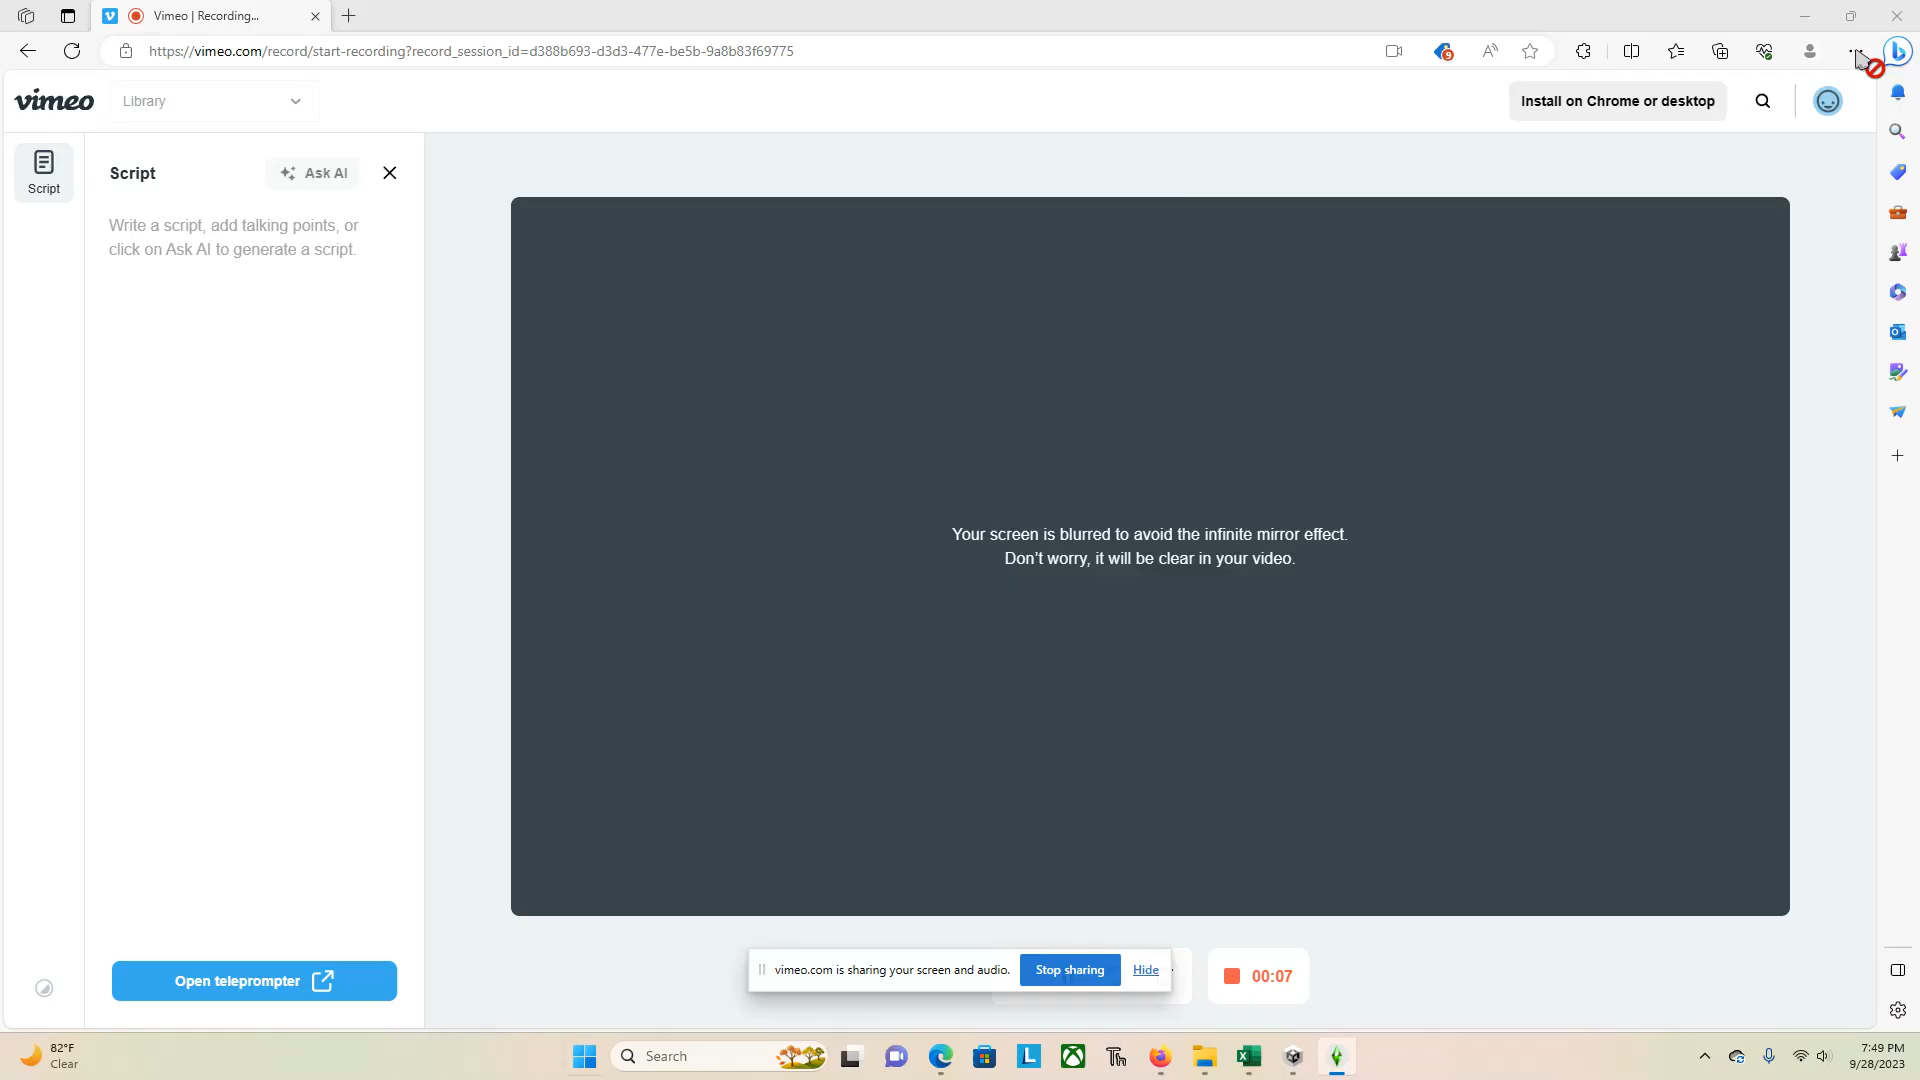 Vimeo | Recording...
https://vimeo.com/record/start-recording?record_session_id=d388b693-d3d3-477e-be5b-9a8b83f69775
9
vimeo
Library
Install on Chrome or desktop
Script
Script
Ask AI
Write a script, add talking points, or
click on Ask AI to generate a script.
Your screen is blurred to avoid the infinite mirror effect.
Don't worry, it will be clear in your video.
Open teleprompter
vimeo.com is sharing your screen and audio.
Stop sharing
Hide
00:07
82°F
Clear
Search
7:49 PM
9/28/2023